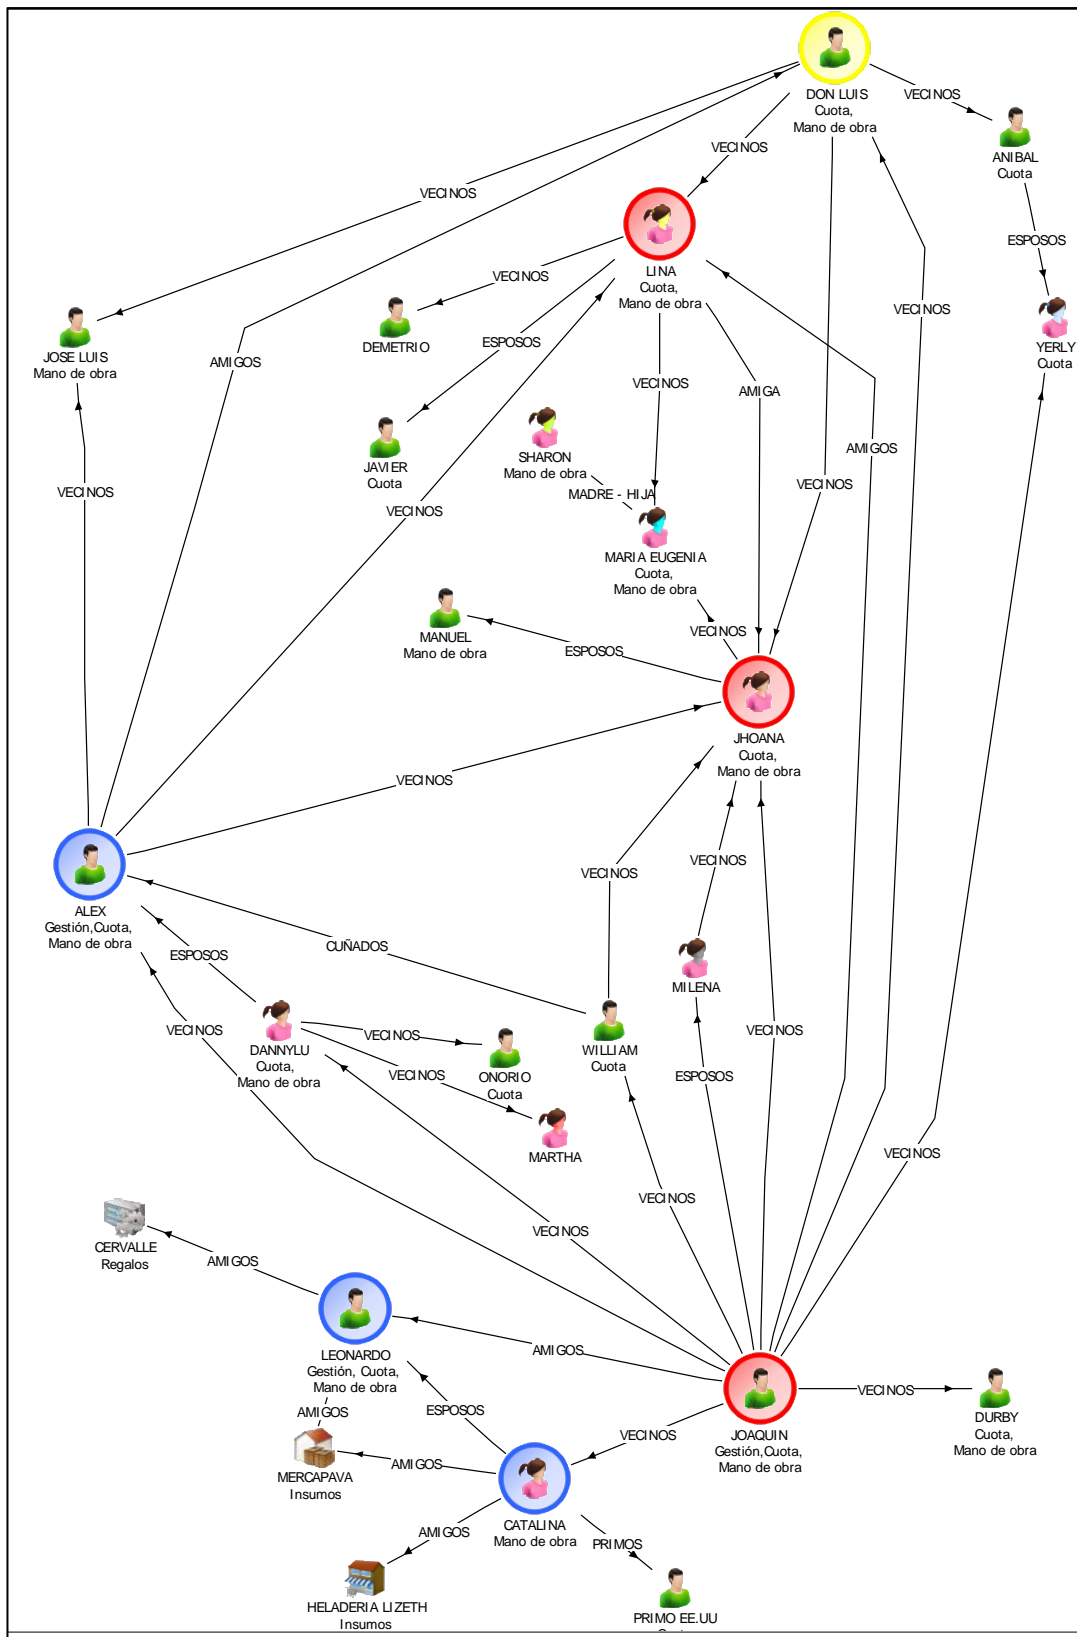 DON LUIS
Cuota,
Mano de obra
VECINOS
ANIBAL
Cuota
VECINOS
VECINOS
ESPOSOS
LINA
Cuota,
Mano de obra
VECINOS
VECINOS
YERLY
Cuota
JOSE LUIS
Mano de obra
DEMETRIO
ESPOSOS
AMIGOS
VECINOS
AMIGA
JAVIER
Cuota
SHARON
Mano de obra
AMIGOS
VECINOS
MADRE - HIJA
VECINOS
VECINOS
MARIA EUGENIA
Cuota,
Mano de obra
MANUEL
Mano de obra
ESPOSOS
VECINOS
JHOANA
Cuota,
Mano de obra
VECINOS
VECINOS
VECINOS
ALEX
Gestión,Cuota,
Mano de obra
CUÑADOS
ESPOSOS
MILENA
VECINOS
VECINOS
VECINOS
DANNYLU
Cuota,
Mano de obra
ONORIO
Cuota
WILLIAM
Cuota
VECINOS
ESPOSOS
MARTHA
VECINOS
VECINOS
VECINOS
CERVALLE
Regalos
AMIGOS
LEONARDO
Gestión, Cuota,
Mano de obra
AMIGOS
VECINOS
DURBY
Cuota,
Mano de obra
AMIGOS
ESPOSOS
JOAQUIN
Gestión,Cuota,
Mano de obra
VECINOS
MERCAPAVA
Insumos
AMIGOS
CATALINA
Mano de obra
AMIGOS
PRIMOS
HELADERIA LIZETH
Insumos
PRIMO EE.UU